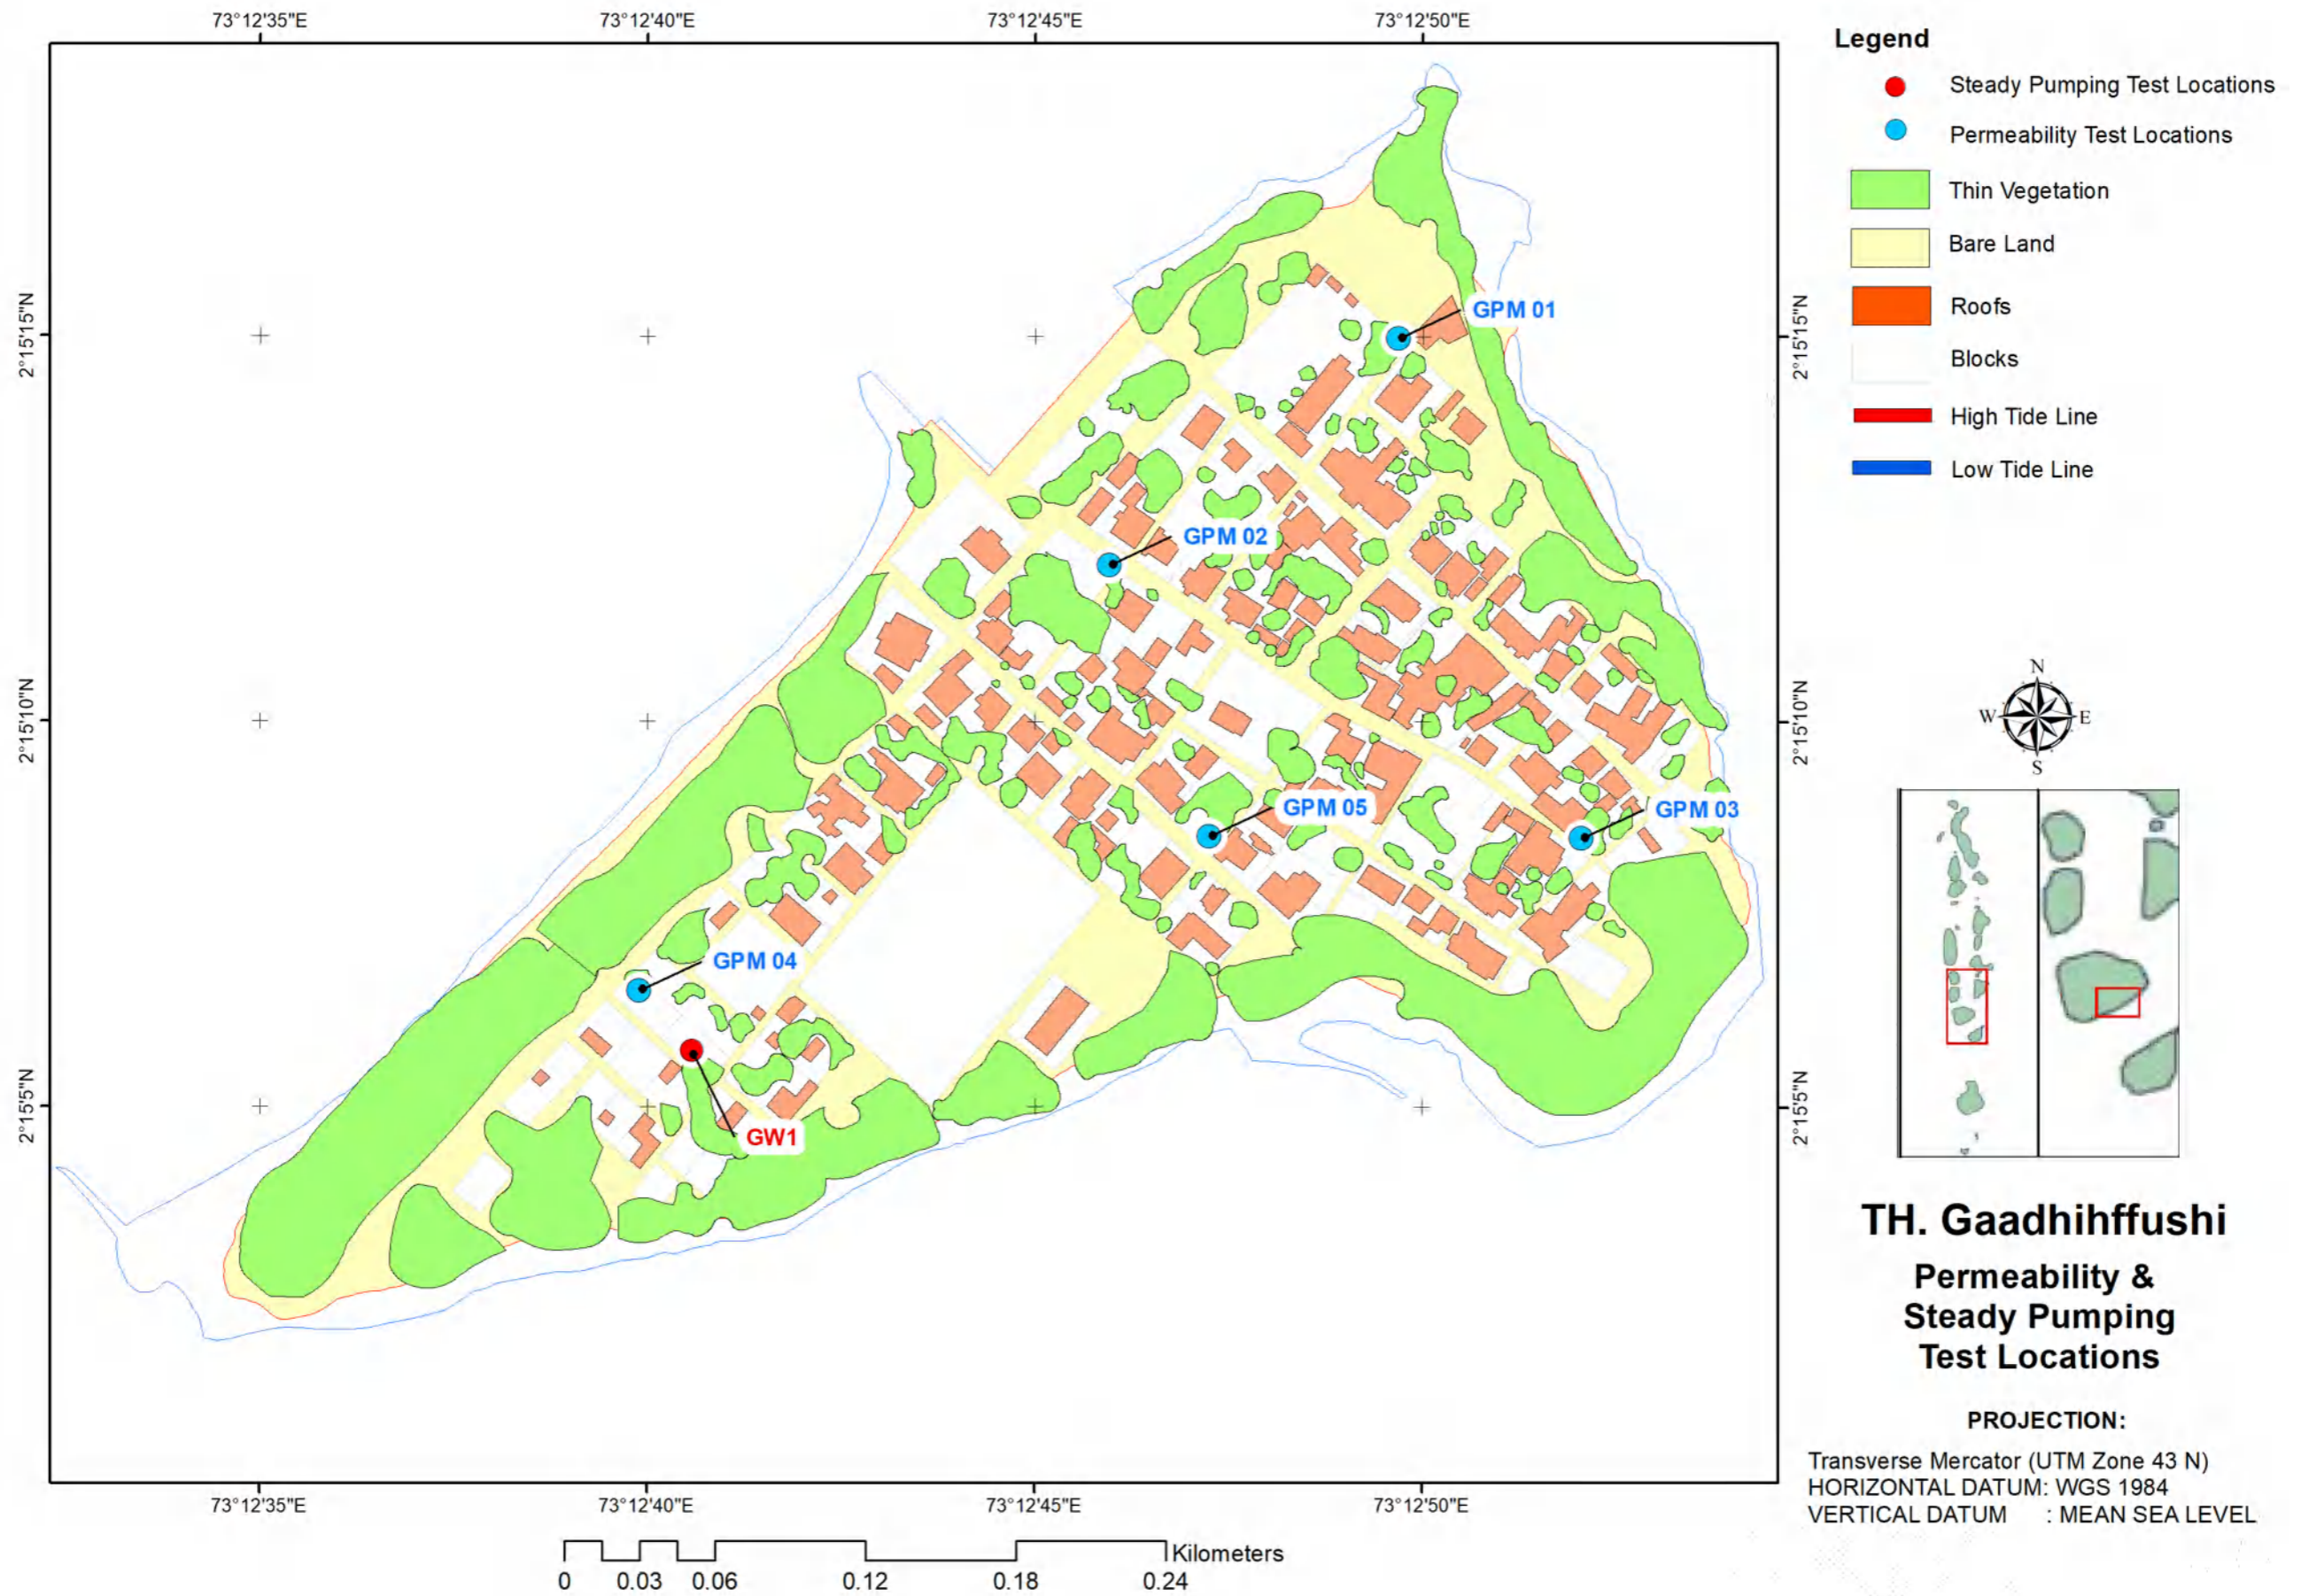 73°12'35"E
73°12'40"E
73°12'45"E
73°12'50"E
2°15'15"N
2°15'10"N
2°15'5"N
GPM 01
GPM 02
GPM 05
GPM 03
GPM 04
GW1
2°15'15"N
2°15'10"N
2°15'5"N
73°12'35"E
73°12'40"E
73°12'45"E
73°12'50"E
Kilometers
0 0.03 0.06 0.12 0.18 0.24
Legend
Steady Pumping Test Locations
Permeability Test Locations
Thin Vegetation
Bare Land
Roofs
Blocks
High Tide Line
Low Tide Line
N
W E
S
TH. Gaadhihffushi
Permeability &
Steady Pumping
Test Locations
PROJECTION:
Transverse Mercator (UTM Zone 43 N)
HORIZONTAL DATUM: WGS 1984
VERTICAL DATUM : MEAN SEA LEVEL